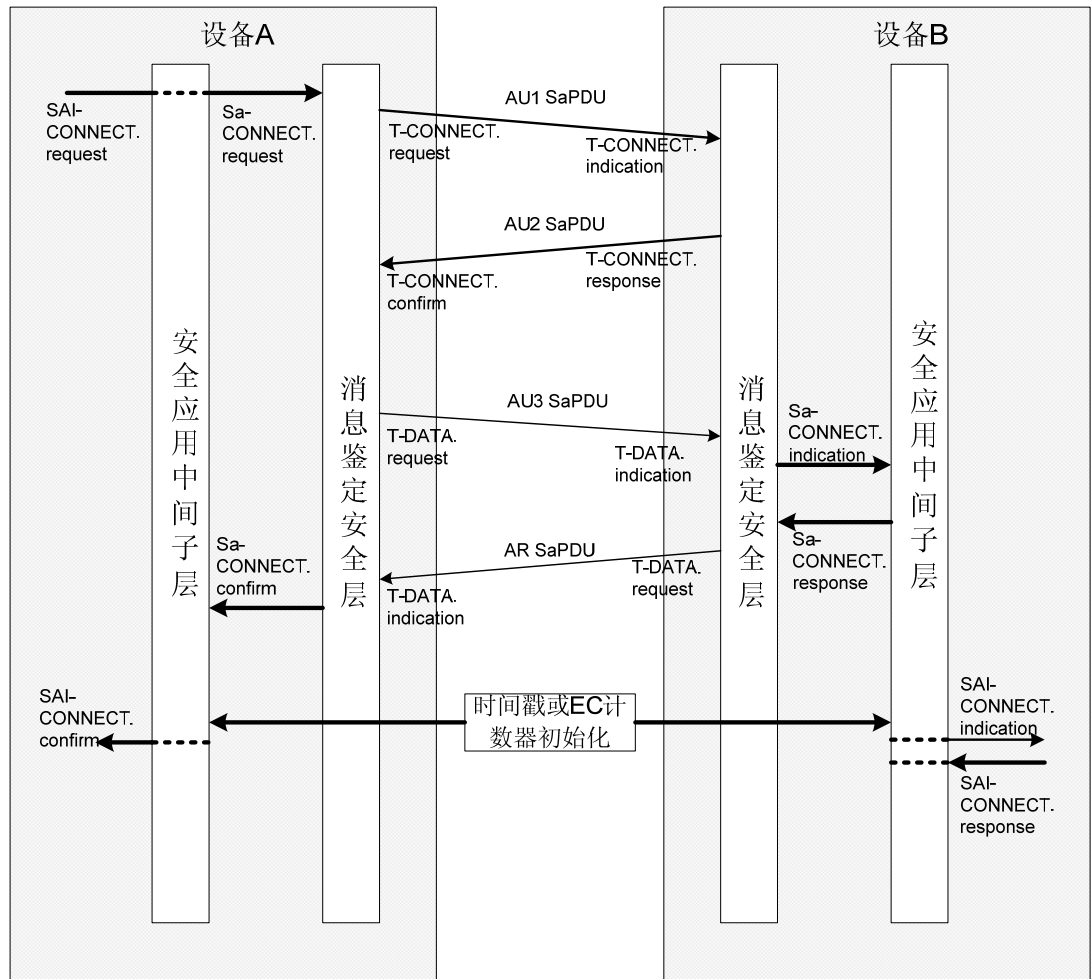 设备A
设备B
SAI-
CONNECT.
request
Sa-
CONNECT.
request
AU1 SaPDU
T-CONNECT.
request
T-CONNECT.
indication
AU2 SaPDU
T-CONNECT.
confirm
T-CONNECT.
response
安全应用中间子层
消息鉴定安全层
消息鉴定安全层
安全应用中间子层
AU3 SaPDU
T-DATA.
request
T-DATA.
indication
Sa-
CONNECT.
indication
Sa-
CONNECT.
response
AR SaPDU
T-DATA.
request
T-DATA.
indication
Sa-
CONNECT.
confirm
时间戳或EC计
数器初始化
SAI-
CONNECT.
confirm
SAI-
CONNECT.
indication
SAI-
CONNECT.
response